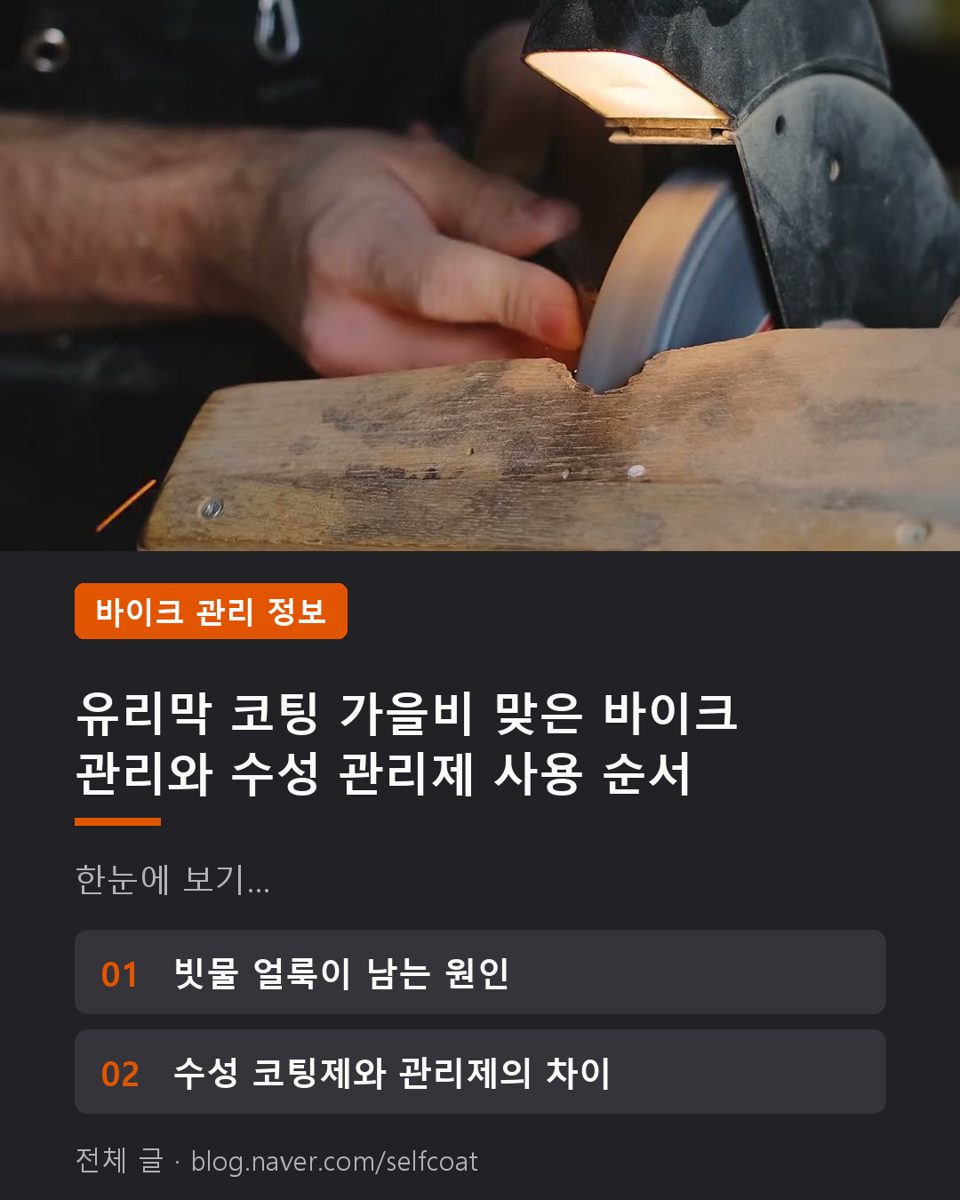 바이크 관리 정보
유리막 코팅 가을비 맞은 바이크
관리와 수성 관리제 사용 순서
한눈에 보기...
01 빗물 얼룩이 남는 원인
02 수성 코팅제와 관리제의 차이
전체 글 · blog.naver.com/selfcoat